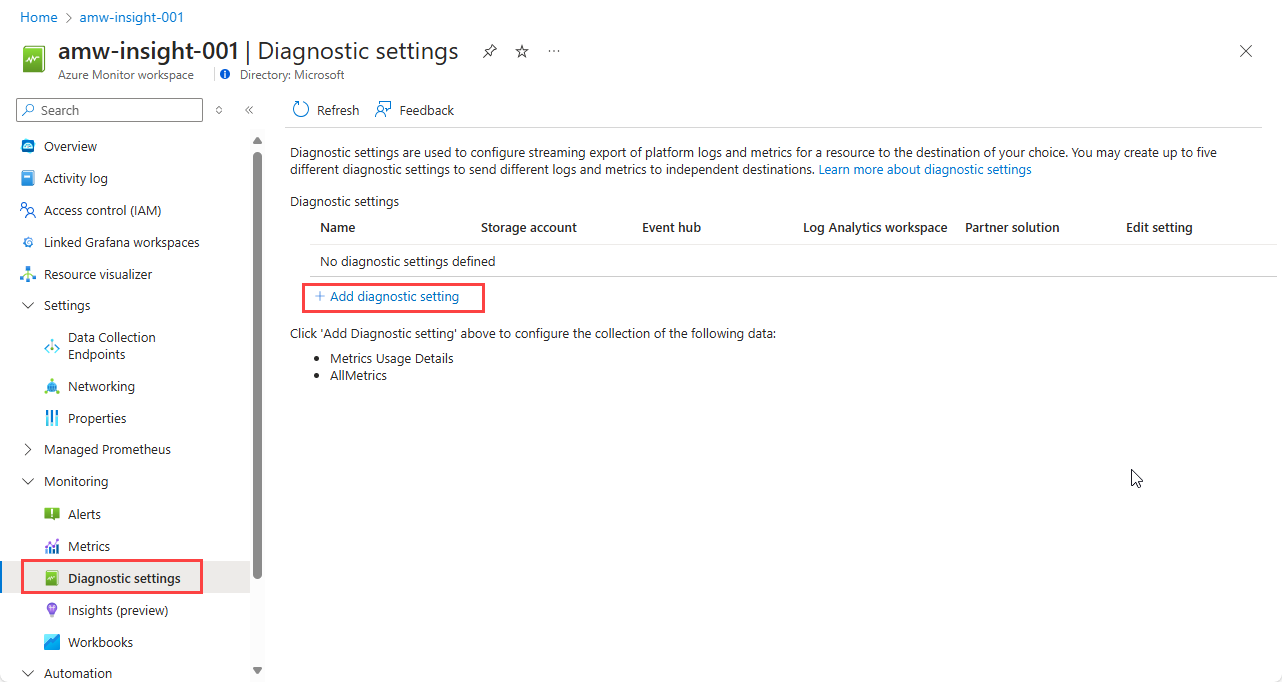 Home > amw-insight-001
amw-insight-001 | Diagnostic settings
Azure Monitor workspace
Directory: Microsoft
Search
Refresh
Feedback
Overview
Activity log
Access control (IAM)
Linked Grafana workspaces
Resource visualizer
Settings
Data Collection
Endpoints
Networking
Properties
Managed Prometheus
Monitoring
Alerts
Metrics
Diagnostic settings
Insights (preview)
Workbooks
Automation
Diagnostic settings are used to configure streaming export of platform logs and metrics for a resource to the destination of your choice. You may create up to five
different diagnostic settings to send different logs and metrics to independent destinations. Learn more about diagnostic settings
Diagnostic settings
Name Storage account Event hub Log Analytics workspace Partner solution Edit setting
No diagnostic settings defined
+ Add diagnostic setting
Click 'Add Diagnostic setting' above to configure the collection of the following data:
• Metrics Usage Details
• AllMetrics